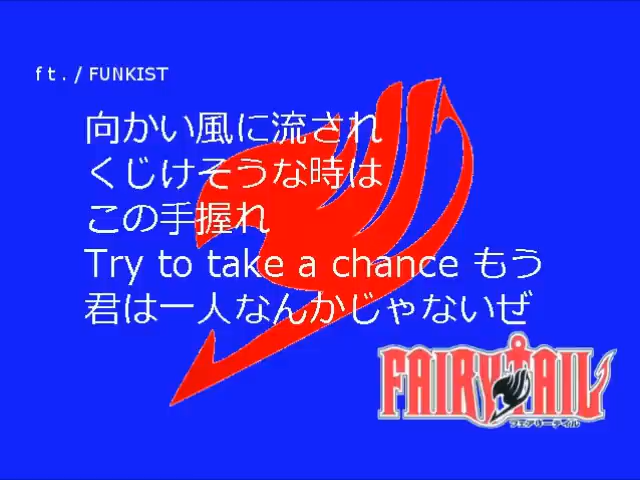 ft./FUNKIST
向かい風に流され
くじけそうな時は
この手握れ
Try to take a chance もう
君は一人なんかじゃないぜ
FAIRY TAIL
フェアリーテイル